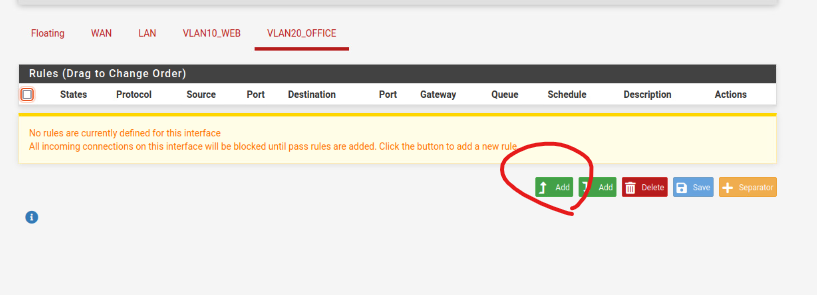 Floating WAN LAN VLAN10_WEB VLAN20_OFFICE
Rules (Drag to Change Order)
States Protocol Source Port Destination Port Gateway Queue Schedule Description Actions
No rules are currently defined for this interface
All incoming connections on this interface will be blocked until pass rules are added. Click the button to add a new rule.
Add Add Delete Save Separator